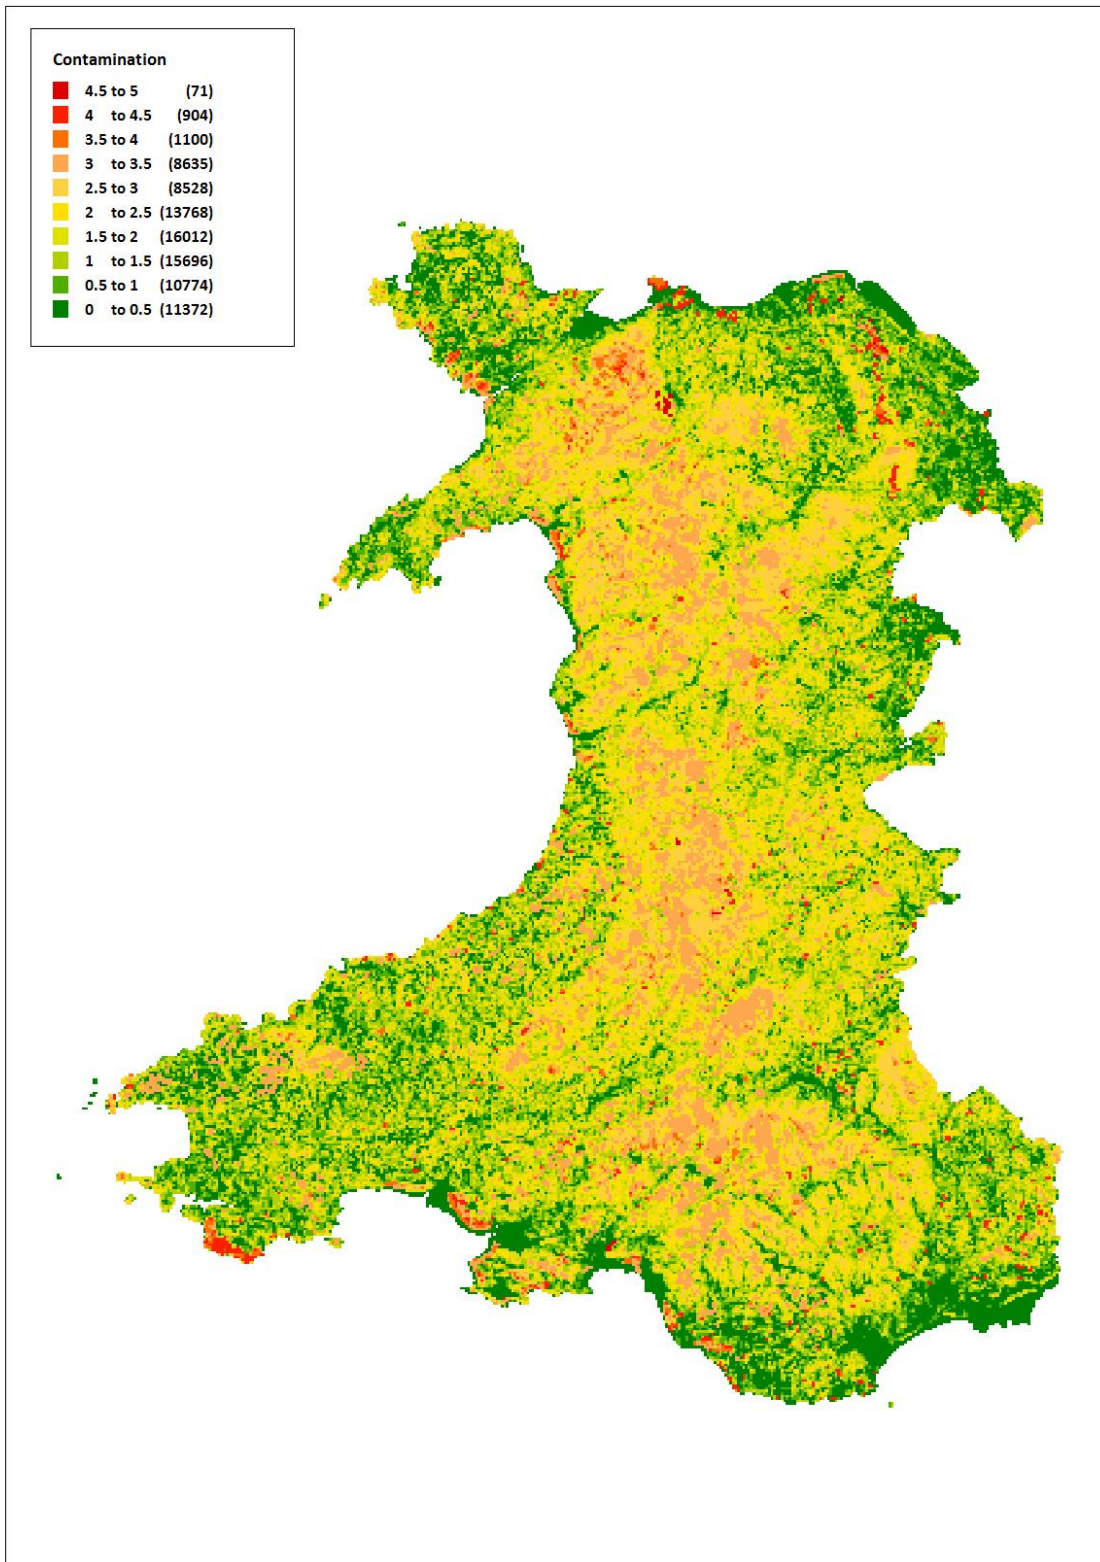 Contamination
4.5 to 5 (71)
4 to 4.5 (904)
3.5 to 4 (1100)
3 to 3.5 (8635)
2.5 to 3 (8528)
2 to 2.5 (13768)
1.5 to 2 (16012)
1 to 1.5 (15696)
0.5 to 1 (10774)
0 to 0.5 (11372)